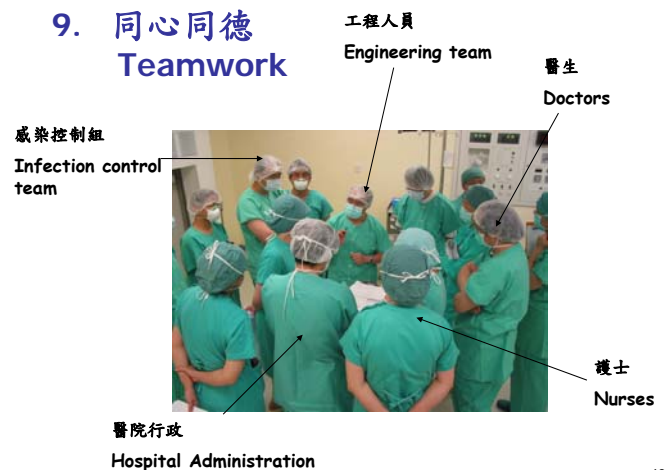 9. 同心同德
Teamwork
工程人員
Engineering team
醫生
Doctors
感染控制組
Infection control
team
護士
Nurses
醫院行政
Hospital Administration